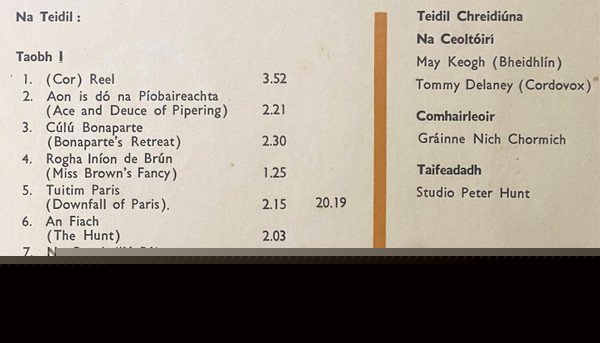 Na Teidil :
Taobh I
1. (Cor) Reel 3.52
2. Aon is dó na Píobaireachta
(Ace and Deuce of Pipering) 2.21
3. Cúlú Bonaparte
(Bonaparte's Retreat) 2.30
4. Rogha Iníon de Brún
(Miss Brown's Fancy) 1.25
5. Tuitim Paris
(Downfall of Paris). 2.15 20.19
6. An Fiach
(The Hunt) 2.03
7.
Teidil Chreidiúna
Na Ceoltóirí
May Keogh (Bheidhlín)
Tommy Delaney (Cordovox)
Comhairleoir
Gráinne Nich Chormich
Taifeadadh
Studio Peter Hunt